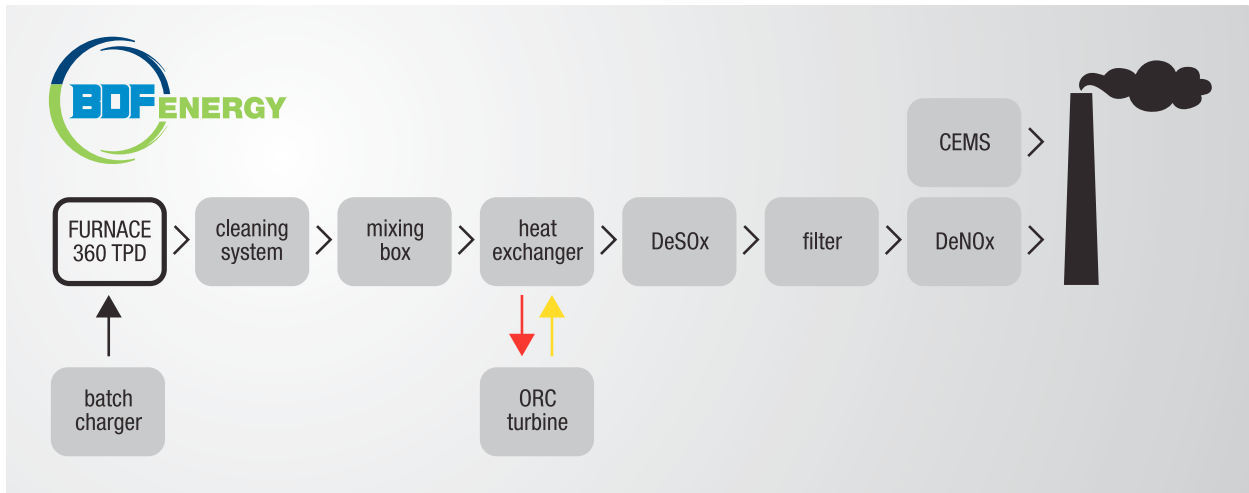 BDF ENERGY
CEMS
FURNACE
360 TPD
cleaning
system
mixing
box
heat
exchanger
DeSOx
filter
DeNOx
batch
charger
ORC
turbine